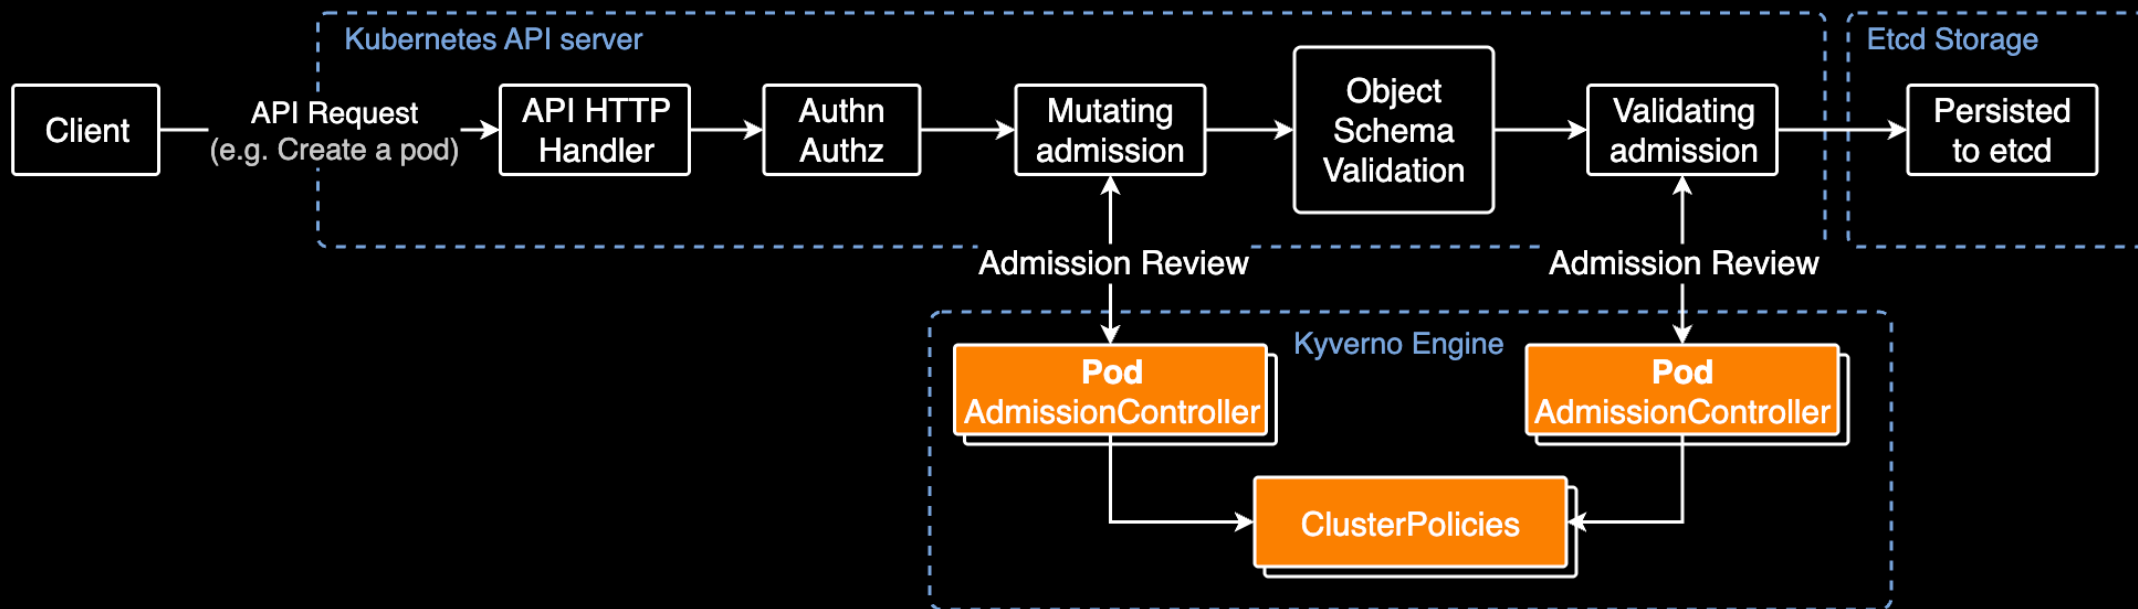 Kubernetes API server
Etcd Storage
Client
API Request
(e.g. Create a pod)
API HTTP
Handler
Authn
Authz
Mutating
admission
Object
Schema
Validation
Validating
admission
Persisted
to etcd
Admission Review
Admission Review
Kyverno Engine
Pod
AdmissionController
Pod
AdmissionController
ClusterPolicies